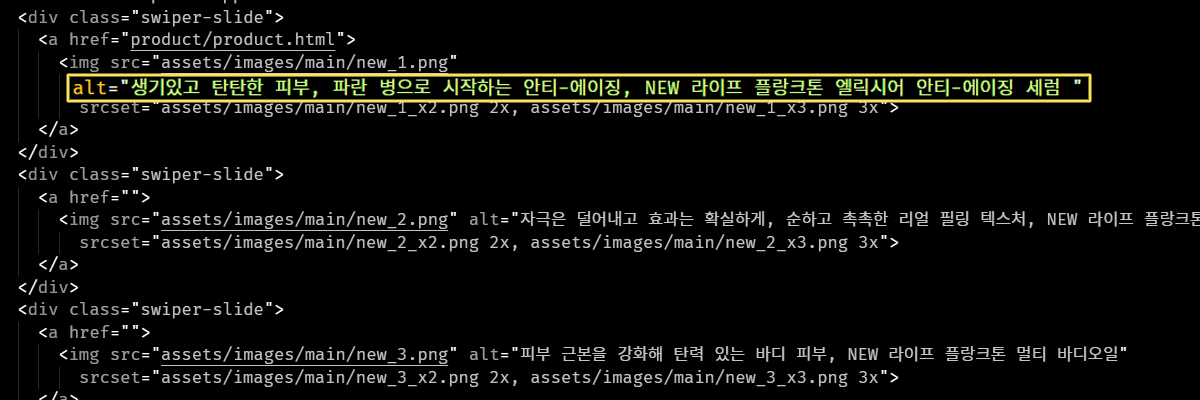 <div class="swiper-slide">
<a href="product/product.html">
<img src="assets/images/main/new_1.png"
alt="생기있고 탄탄한 피부, 파란 병으로 시작하는 안티-에이징, NEW 라이프 플랑크톤 엘릭시어 안티-에이징 세럼 "
srcset="assets/images/main/new_1_x2.png 2x, assets/images/main/new_1_x3.png 3x">
</a>
</div>
<div class="swiper-slide">
<a href="">
<img src="assets/images/main/new_2.png" alt="자극은 덜어내고 효과는 확실하게, 순하고 촉촉한 리얼 필링 텍스처, NEW 라이프 플랑크톤
srcset="assets/images/main/new_2_x2.png 2x, assets/images/main/new_2_x3.png 3x">
</a>
</div>
<div class="swiper-slide">
<a href="">
<img src="assets/images/main/new_3.png" alt="피부 근본을 강화해 탄력 있는 바디 피부, NEW 라이프 플랑크톤 멀티 바디오일"
srcset="assets/images/main/new_3_x2.png 2x, assets/images/main/new_3_x3.png 3x">
</a>